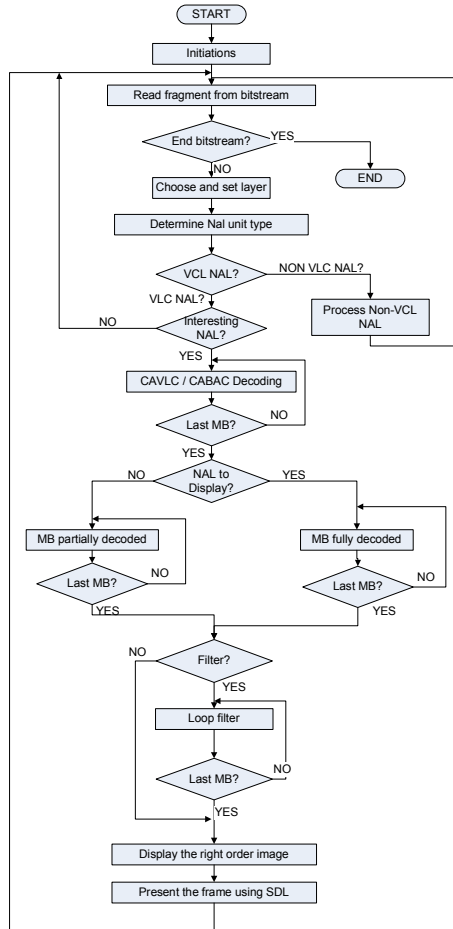 START
Initiations
Read fragment from bitstream
End bitstream?
YES
NO
END
Choose and set layer
Determine Nal unit type
VCL NAL?
NON VLC NAL?
VLC NAL?
Process Non-VCL
NAL
Interesting
NAL?
NO
YES
CAVLC / CABAC Decoding
Last MB?
NO
YES
NAL to
Display?
NO
YES
MB partially decoded
MB fully decoded
Last MB?
NO
YES
Last MB?
NO
YES
Filter?
NO
YES
Loop filter
Last MB?
NO
YES
Display the right order image
Present the frame using SDL